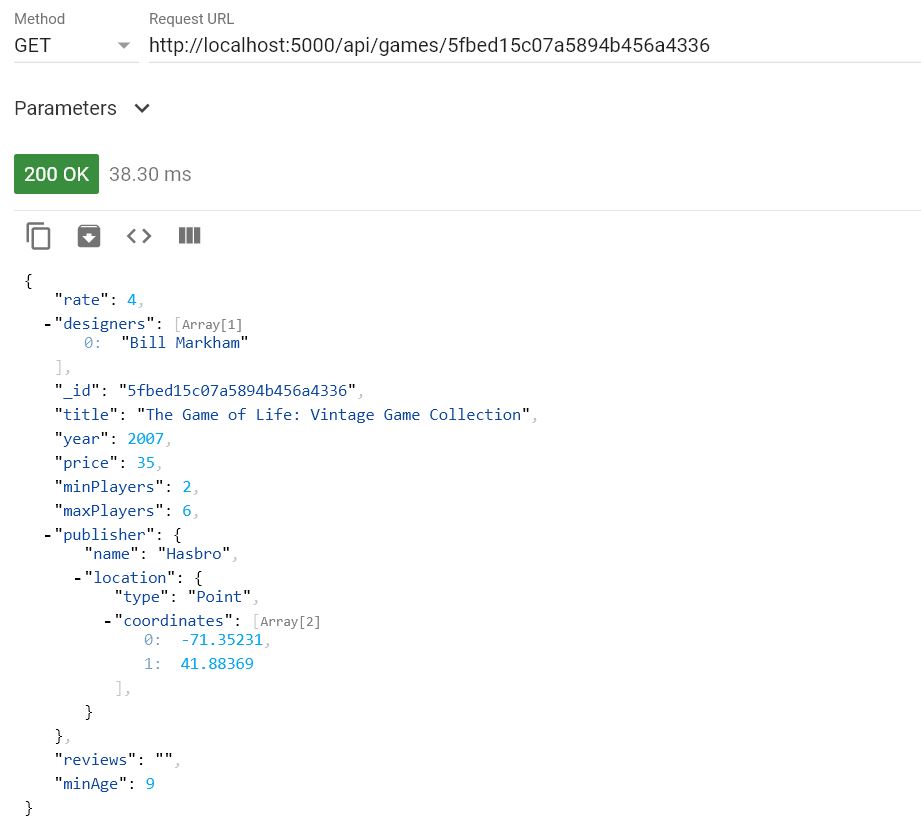 Method Request URL
GET http://localhost:5000/api/games/5fbed15c07a5894b456a4336
Parameters
200 OK 38.30 ms
{
"rate": 4,
-"designers": [Array[1]
0: "Bill Markham"
],
"_id": "5fbed15c07a5894b456a4336",
"title": "The Game of Life: Vintage Game Collection",
"year": 2007,
"price": 35,
"minPlayers": 2,
"maxPlayers": 6,
-"publisher": {
"name": "Hasbro",
-"location": {
"type": "Point",
-"coordinates": [Array[2]
0: -71.35231,
1: 41.88369
],
}
},
"reviews": "",
"minAge": 9
}